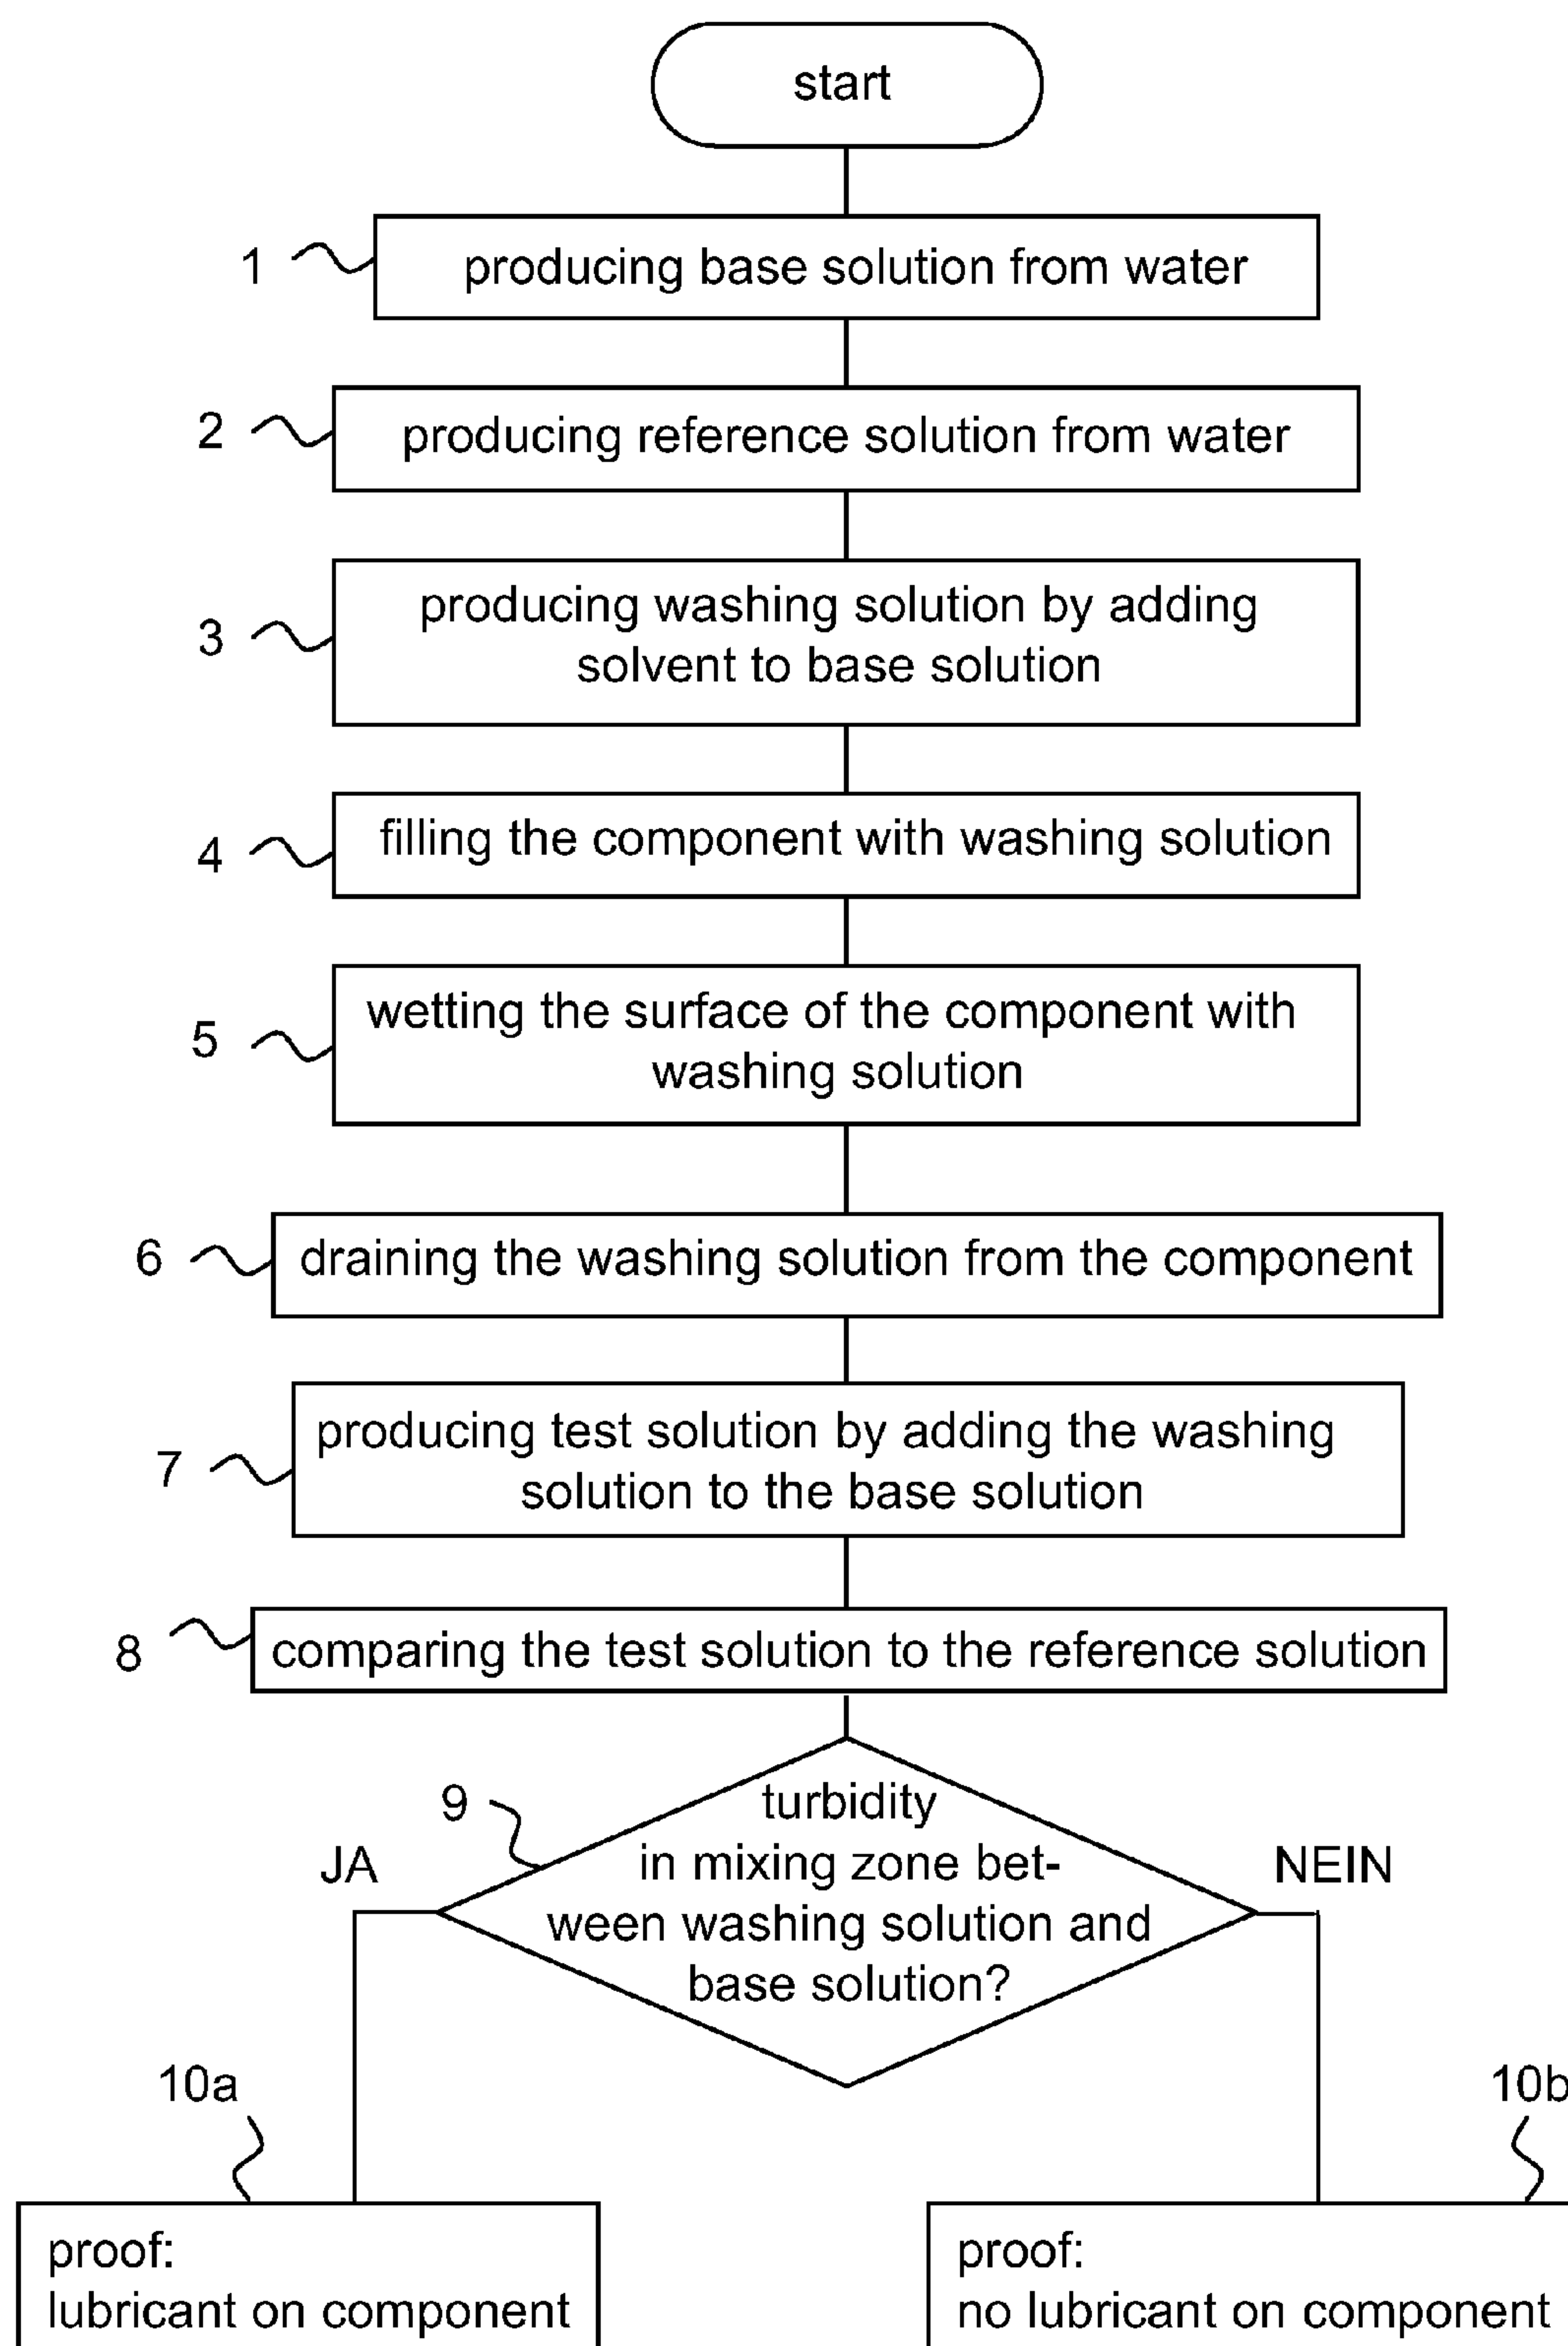 start
1
producing base solution from water
2
producing reference solution from water
3
producing washing solution by adding
solvent to base solution
4
filling the component with washing solution
5
wetting the surface of the component with
washing solution
6
draining the washing solution from the component
7
producing test solution by adding the washing
solution to the base solution
8
comparing the test solution to the reference solution
9
turbidity
in mixing zone bet-
ween washing solution and
base solution?
JA
NEIN
10a
10b
proof:
lubricant on component
proof:
no lubricant on component